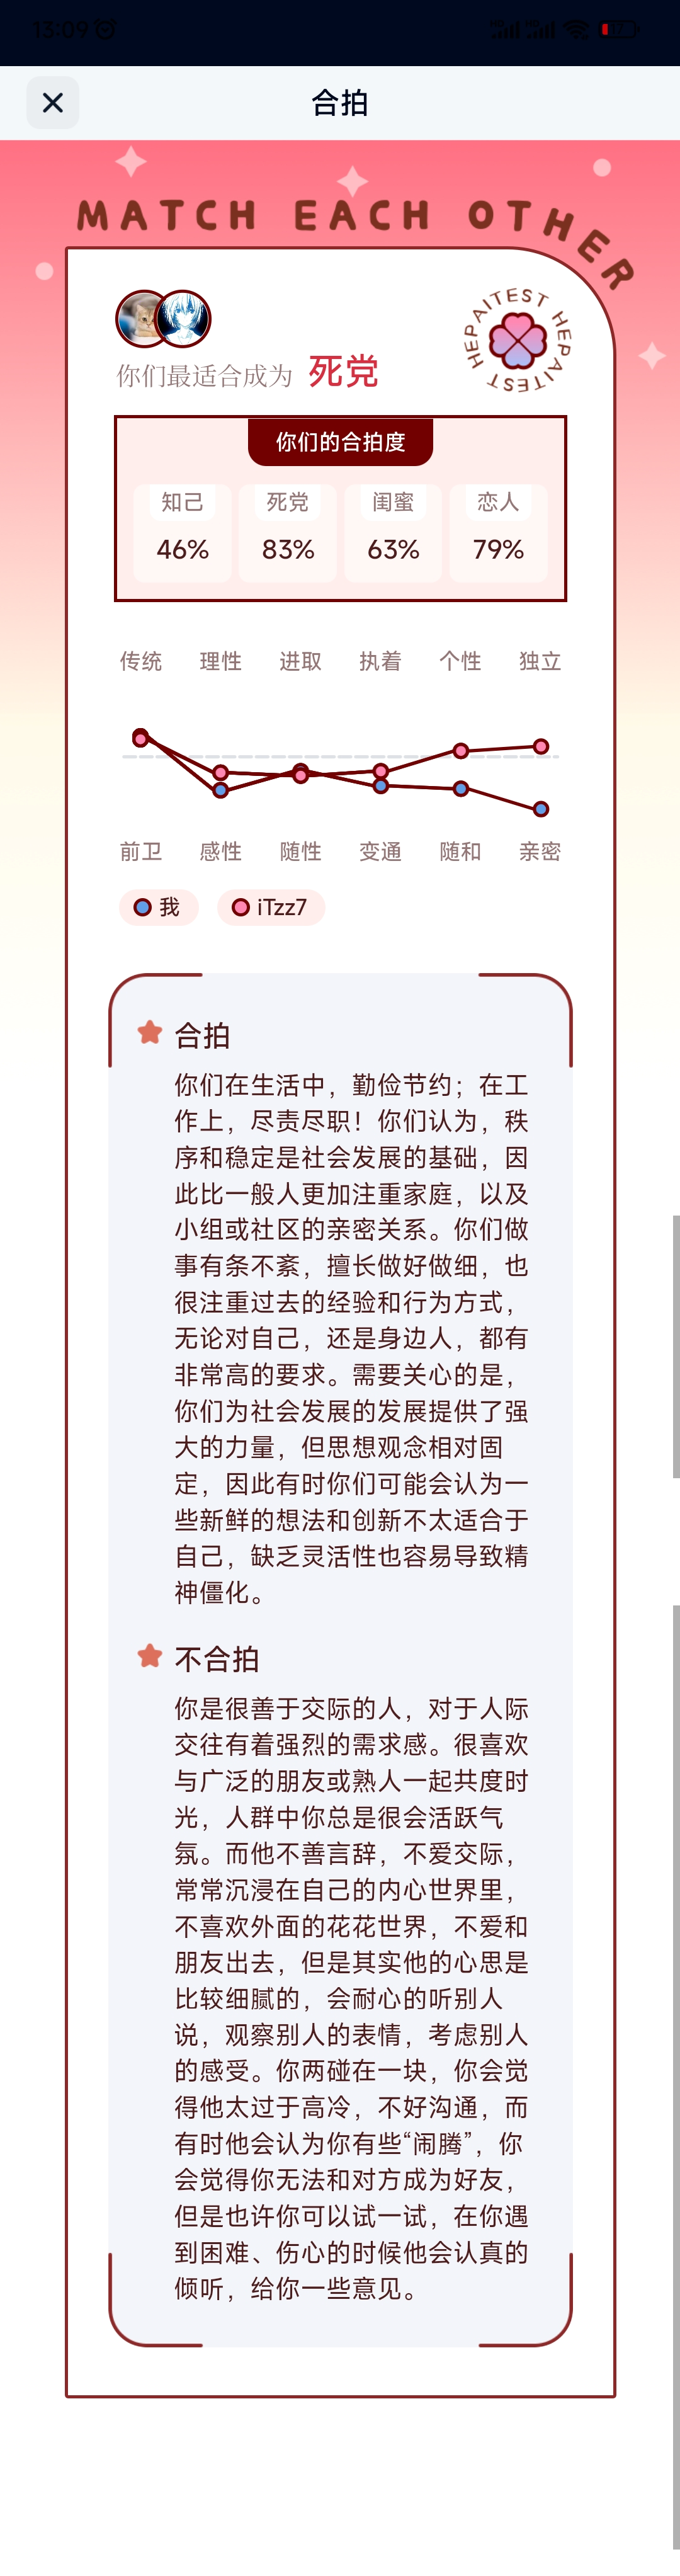 13:09
17
合拍
MATCH EACH OTHER
HEPAITEST HEPAITEST
你们最适合成为 死党
你们的合拍度
知己 死党 闺蜜 恋人
46% 83% 63% 79%
传统 理性 进取 执着 个性 独立
前卫 感性 随性 变通 随和 亲密
我 iTzz7
合拍
你们在生活中，勤俭节约；在工
作上，尽责尽职！你们认为，秩
序和稳定是社会发展的基础，因
此比一般人更加注重家庭，以及
小组或社区的亲密关系。你们做
事有条不紊，擅长做好做细，也
很注重过去的经验和行为方式，
无论对自己，还是身边人，都有
非常高的要求。需要关心的是，
你们为社会发展的发展提供了强
大的力量，但思想观念相对固
定，因此有时你们可能会认为一
些新鲜的想法和创新不太适合于
自己，缺乏灵活性也容易导致精
神僵化。
不合拍
你是很善于交际的人，对于人际
交往有着强烈的需求感。很喜欢
与广泛的朋友或熟人一起共度时
光，人群中你总是很会活跃气
氛。而他不善言辞，不爱交际，
常常沉浸在自己的内心世界里，
不喜欢外面的花花世界，不爱和
朋友出去，但是其实他的心思是
比较细腻的，会耐心的听别人
说，观察别人的表情，考虑别人
的感受。你两碰在一块，你会觉
得他太过于高冷，不好沟通，而
有时他会认为你有些“闹腾”，你
会觉得你无法和对方成为好友，
但是也许你可以试一试，在你遇
到困难、伤心的时候他会认真的
倾听，给你一些意见。